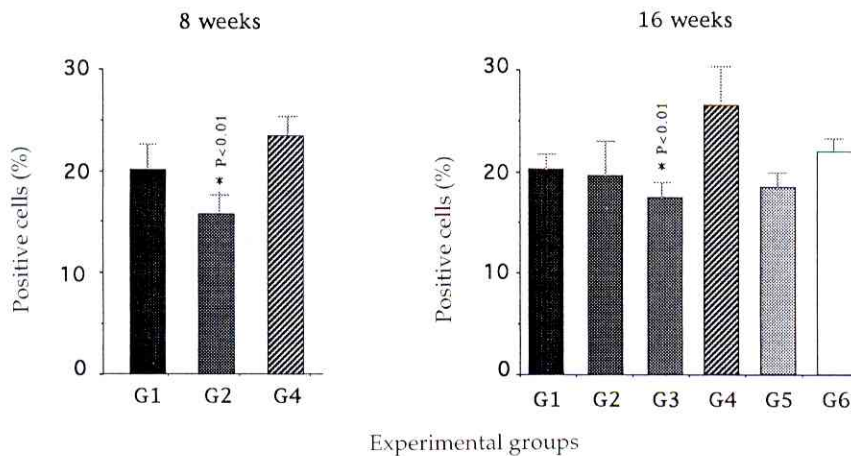 8 weeks
Positive cells (%)
30
20
10
0
* P<0.01
G1 G2 G4
16 weeks
Positive cells (%)
30
20
10
0
* P<0.01
G1 G2 G3 G4 G5 G6
Experimental groups